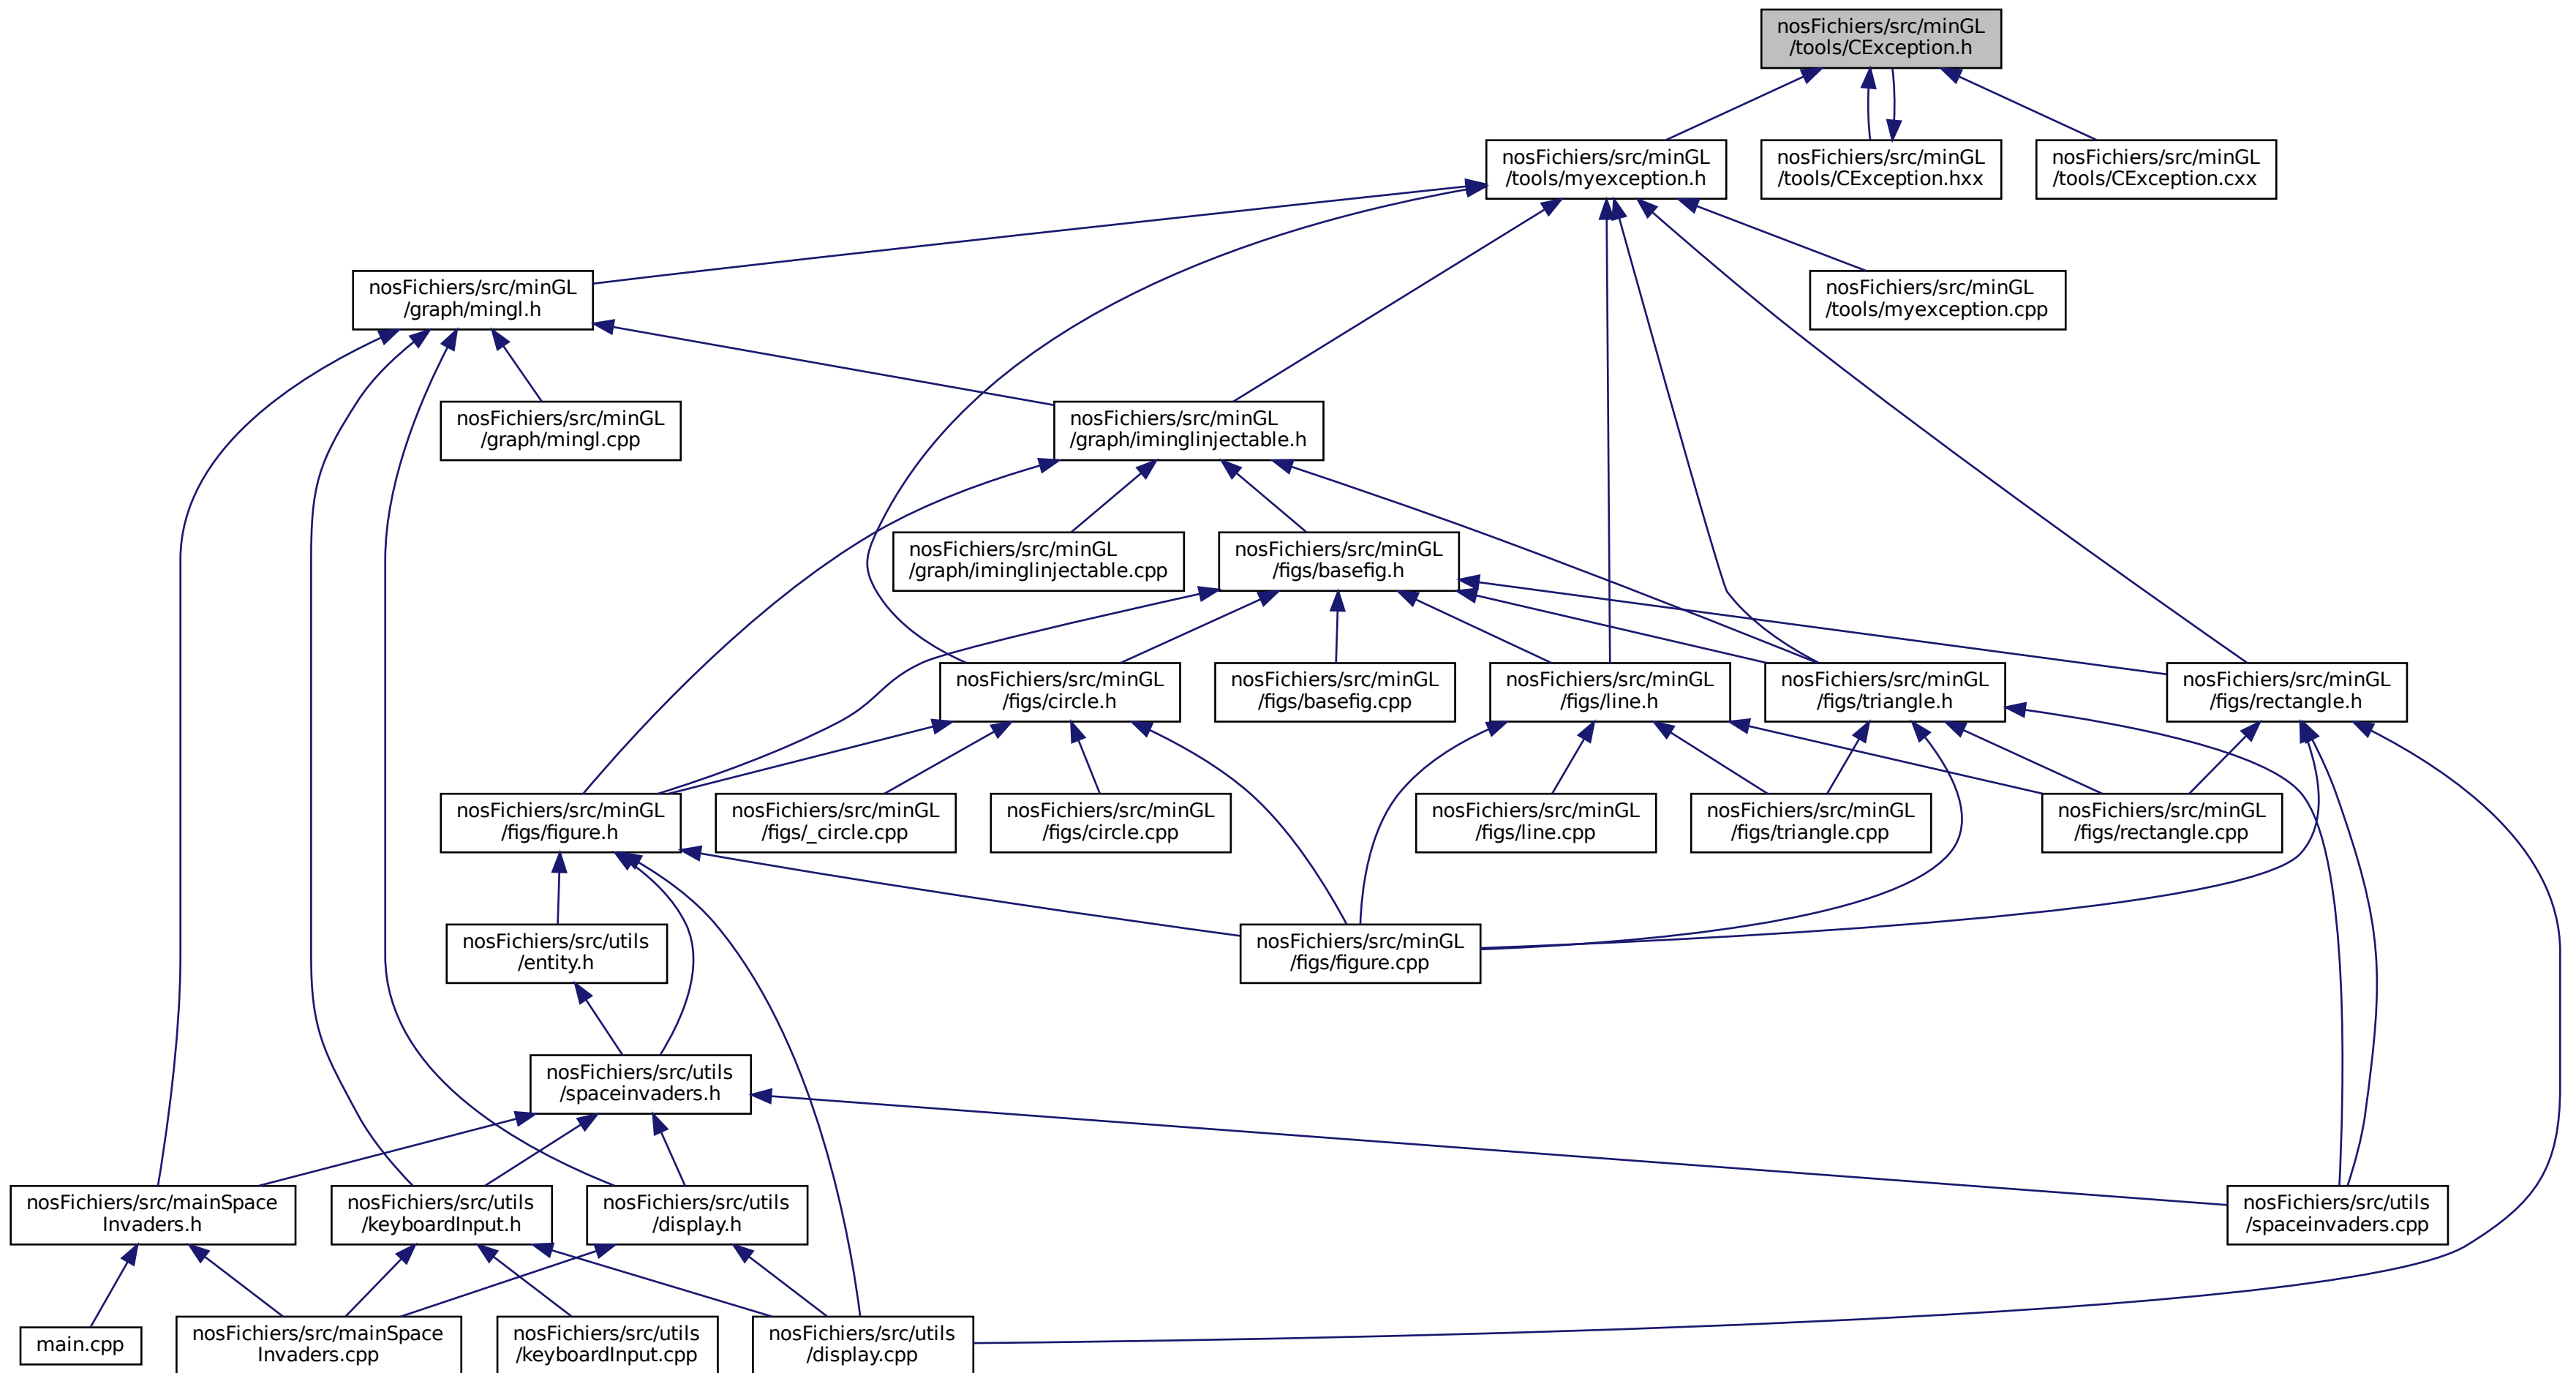 nosFichiers/src/minGL
/tools/CException.h
nosFichiers/src/minGL
/tools/myexception.h
nosFichiers/src/minGL
/tools/CException.hxx
nosFichiers/src/minGL
/tools/CException.cxx
nosFichiers/src/minGL
/graph/mingl.h
nosFichiers/src/minGL
/tools/myexception.cpp
nosFichiers/src/minGL
/graph/mingl.cpp
nosFichiers/src/minGL
/graph/iminglinjectable.h
nosFichiers/src/minGL
/graph/iminglinjectable.cpp
nosFichiers/src/minGL
/figs/basefig.h
nosFichiers/src/minGL
/figs/circle.h
nosFichiers/src/minGL
/figs/basefig.cpp
nosFichiers/src/minGL
/figs/line.h
nosFichiers/src/minGL
/figs/triangle.h
nosFichiers/src/minGL
/figs/rectangle.h
nosFichiers/src/minGL
/figs/figure.h
nosFichiers/src/minGL
/figs/_circle.cpp
nosFichiers/src/minGL
/figs/circle.cpp
nosFichiers/src/minGL
/figs/line.cpp
nosFichiers/src/minGL
/figs/triangle.cpp
nosFichiers/src/minGL
/figs/rectangle.cpp
nosFichiers/src/utils
/entity.h
nosFichiers/src/minGL
/figs/figure.cpp
nosFichiers/src/utils
/spaceinvaders.h
nosFichiers/src/mainSpace
Invaders.h
nosFichiers/src/utils
/keyboardInput.h
nosFichiers/src/utils
/display.h
nosFichiers/src/utils
/spaceinvaders.cpp
main.cpp
nosFichiers/src/mainSpace
Invaders.cpp
nosFichiers/src/utils
/keyboardInput.cpp
nosFichiers/src/utils
/display.cpp